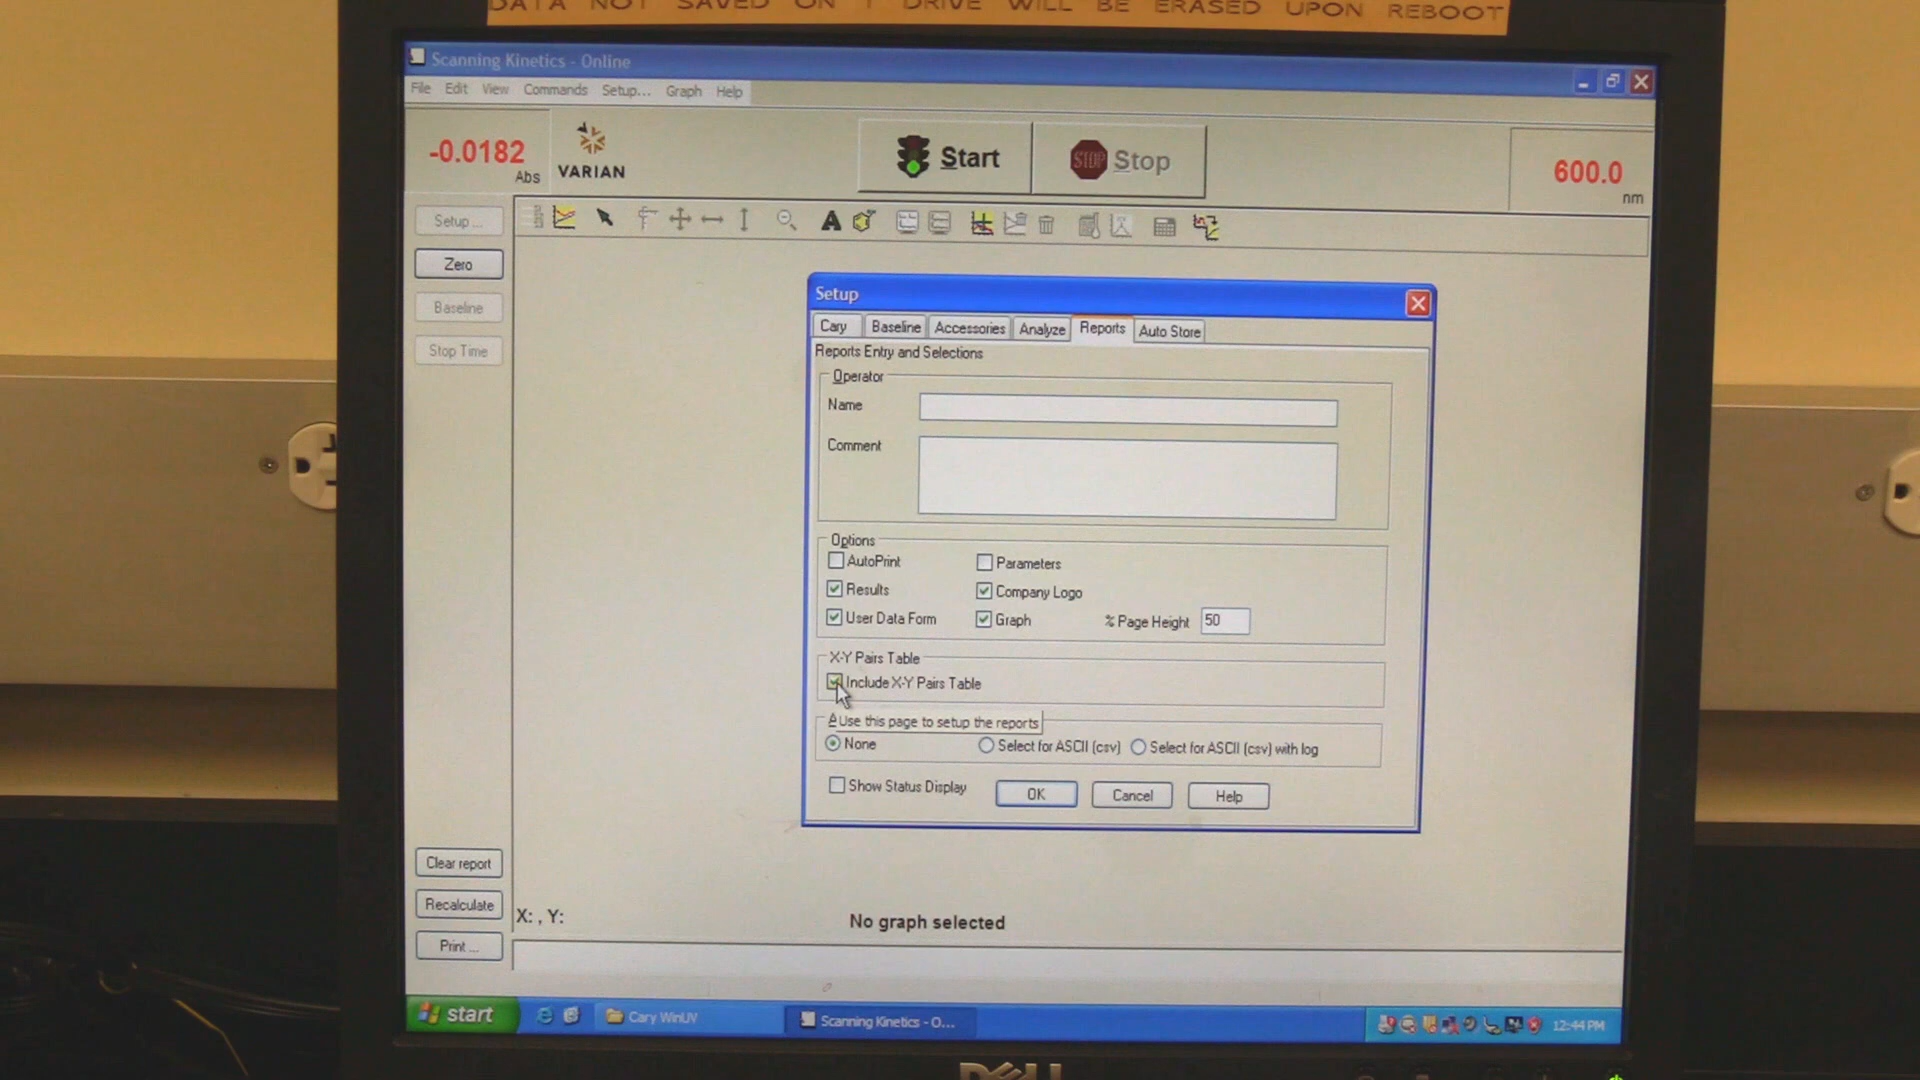 DATA NOT SAVED ON T DRIVE WILL BE ERASED UPON REBOOT
Scanning Kinetics - Online
File Edit View Commands Setup... Graph Help
-0.0182
Abs
VARIAN
Start
STOP Stop
600.0
nm
Setup ...
Zero
Baseline
Stop Time
Setup
Cary Baseline Accessories Analyze Reports Auto Store
Reports Entry and Selections
Operator
Name
Comment
Options
AutoPrint Parameters
Results Company Logo
User Data Form Graph % Page Height 50
X-Y Pairs Table
Include X-Y Pairs Table
Use this page to setup the reports
None Select for ASCII (csv) Select for ASCII (csv) with log
Show Status Display OK Cancel Help
Clear report
Recalculate
Print ...
X: , Y:
No graph selected
start Cary WinUV Scanning Kinetics - O... 12:44 PM
DELL